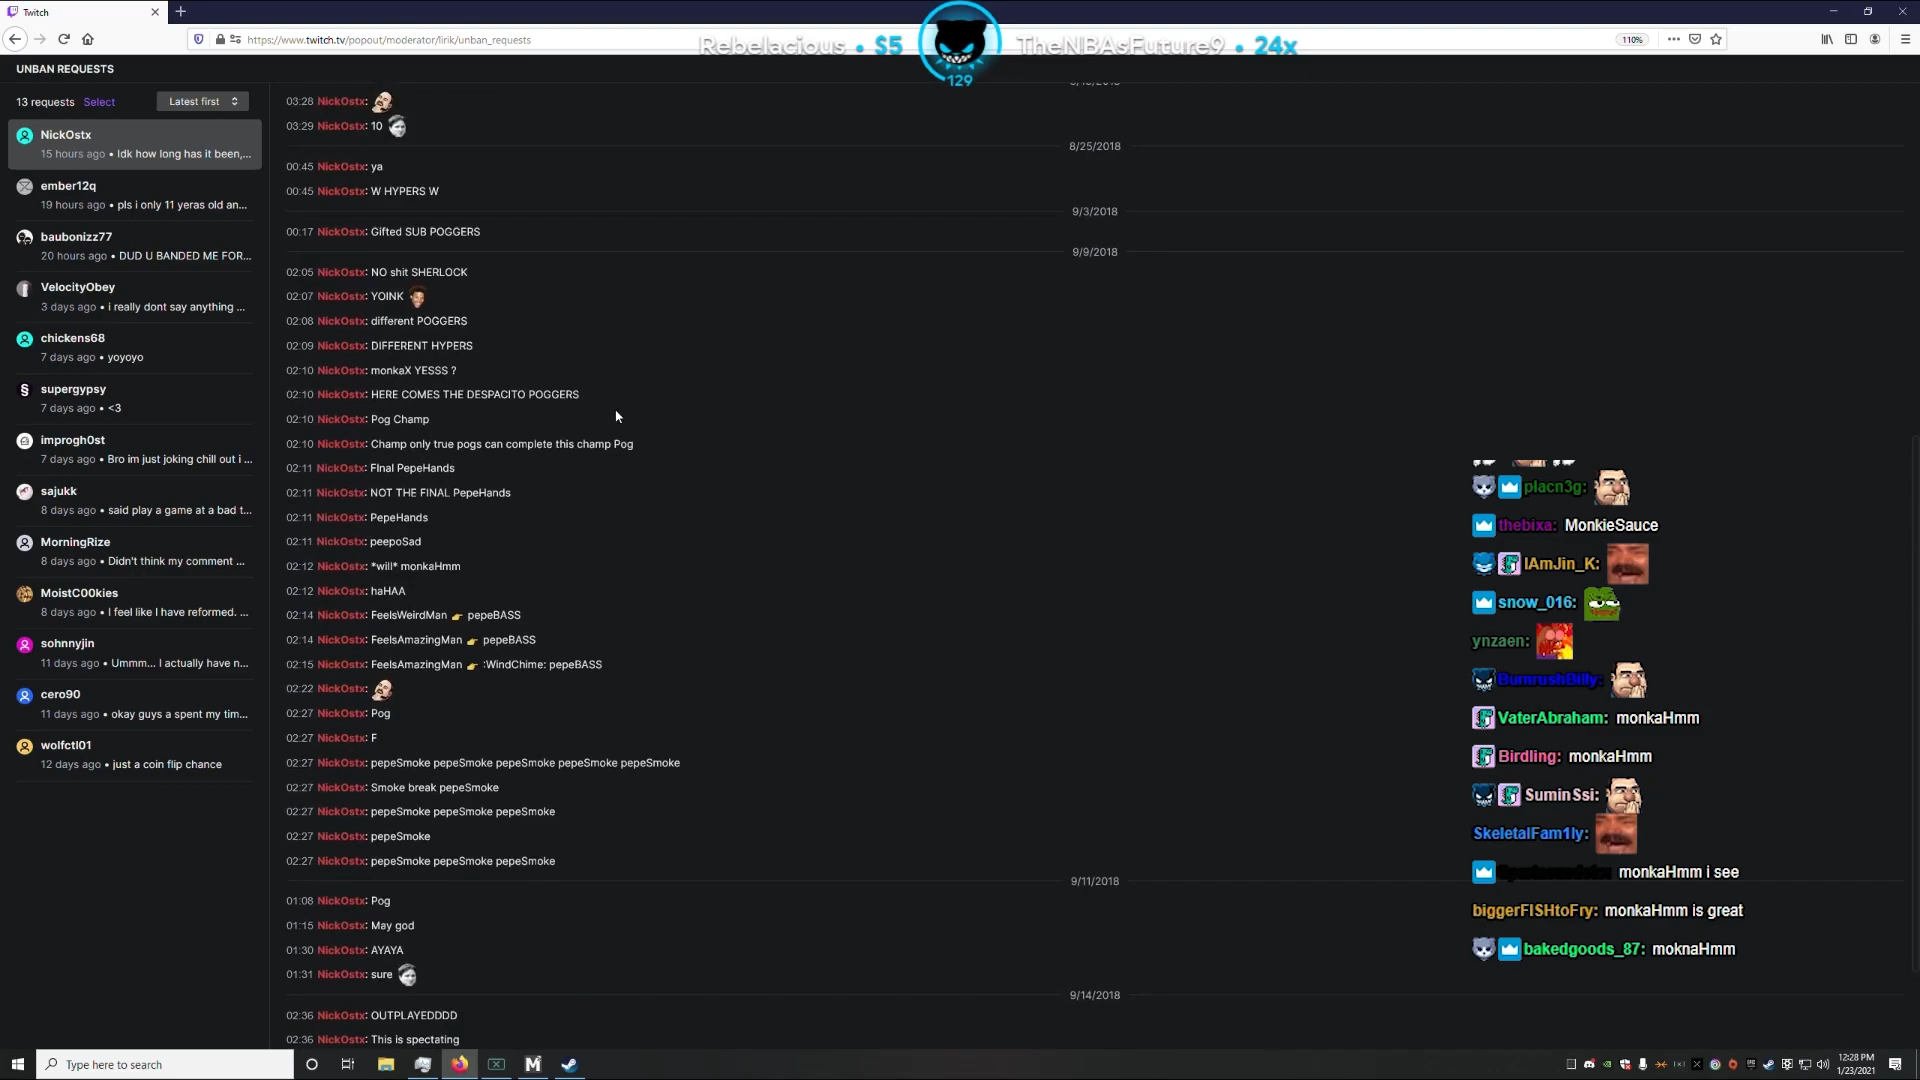 Twitch
https://www.twitch.tv/popout/moderator/lirik/unban_requests
110%
Rebelacious • $5
129
TheNBAsFuture9 • 24x
UNBAN REQUESTS
13 requests Select Latest first
NickOstx
15 hours ago • Idk how long has it been,...
ember12q
19 hours ago • pls i only 11 yeras old an...
baubonizz77
20 hours ago • DUD U BANDED ME FOR...
VelocityObey
3 days ago • i really dont say anything ...
chickens68
7 days ago • yoyoyo
supergypsy
7 days ago • <3
improgh0st
7 days ago • Bro im just joking chill out i ...
sajukk
8 days ago • said play a game at a bad t...
MorningRize
8 days ago • Didn't think my comment ...
MoistC00kies
8 days ago • I feel like I have reformed. ...
sohnnyjin
11 days ago • Ummm... I actually have n...
cero90
11 days ago • okay guys a spent my tim...
wolfctl01
12 days ago • just a coin flip chance
03:28 NickOstx:
03:29 NickOstx: 10
8/25/2018
00:45 NickOstx: ya
00:45 NickOstx: W HYPERS W
9/3/2018
00:17 NickOstx: Gifted SUB POGGERS
9/9/2018
02:05 NickOstx: NO shit SHERLOCK
02:07 NickOstx: YOINK
02:08 NickOstx: different POGGERS
02:09 NickOstx: DIFFERENT HYPERS
02:10 NickOstx: monkaX YESSS ?
02:10 NickOstx: HERE COMES THE DESPACITO POGGERS
02:10 NickOstx: Pog Champ
02:10 NickOstx: Champ only true pogs can complete this champ Pog
02:11 NickOstx: FInal PepeHands
02:11 NickOstx: NOT THE FINAL PepeHands
02:11 NickOstx: PepeHands
02:11 NickOstx: peepoSad
02:12 NickOstx: *will* monkaHmm
02:12 NickOstx: haHAA
02:14 NickOstx: FeelsWeirdMan 👉 pepeBASS
02:14 NickOstx: FeelsAmazingMan 👉 pepeBASS
02:15 NickOstx: FeelsAmazingMan 👉 :WindChime: pepeBASS
02:22 NickOstx:
02:27 NickOstx: Pog
02:27 NickOstx: F
02:27 NickOstx: pepeSmoke pepeSmoke pepeSmoke pepeSmoke pepeSmoke
02:27 NickOstx: Smoke break pepeSmoke
02:27 NickOstx: pepeSmoke pepeSmoke pepeSmoke
02:27 NickOstx: pepeSmoke
02:27 NickOstx: pepeSmoke pepeSmoke pepeSmoke
9/11/2018
01:08 NickOstx: Pog
01:15 NickOstx: May god
01:30 NickOstx: AYAYA
01:31 NickOstx: sure
9/14/2018
02:36 NickOstx: OUTPLAYEDDDD
02:36 NickOstx: This is spectating
placn3g:
thebixa: MonkieSauce
IAmJin_K:
snow_016:
ynzaen:
BumrushBilly:
VaterAbraham: monkaHmm
Birdling: monkaHmm
SuminSsi:
SkeletalFam1ly:
monkaHmm i see
biggerFISHtoFry: monkaHmm is great
bakedgoods_87: moknaHmm
Type here to search
12:28 PM
1/23/2021